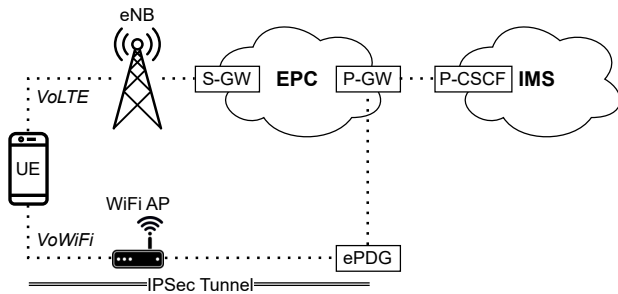 eNB
S-GW
EPC
P-GW
P-CSCF
IMS
VoLTE
UE
WiFi AP
VoWiFi
ePDG
IPSec Tunnel